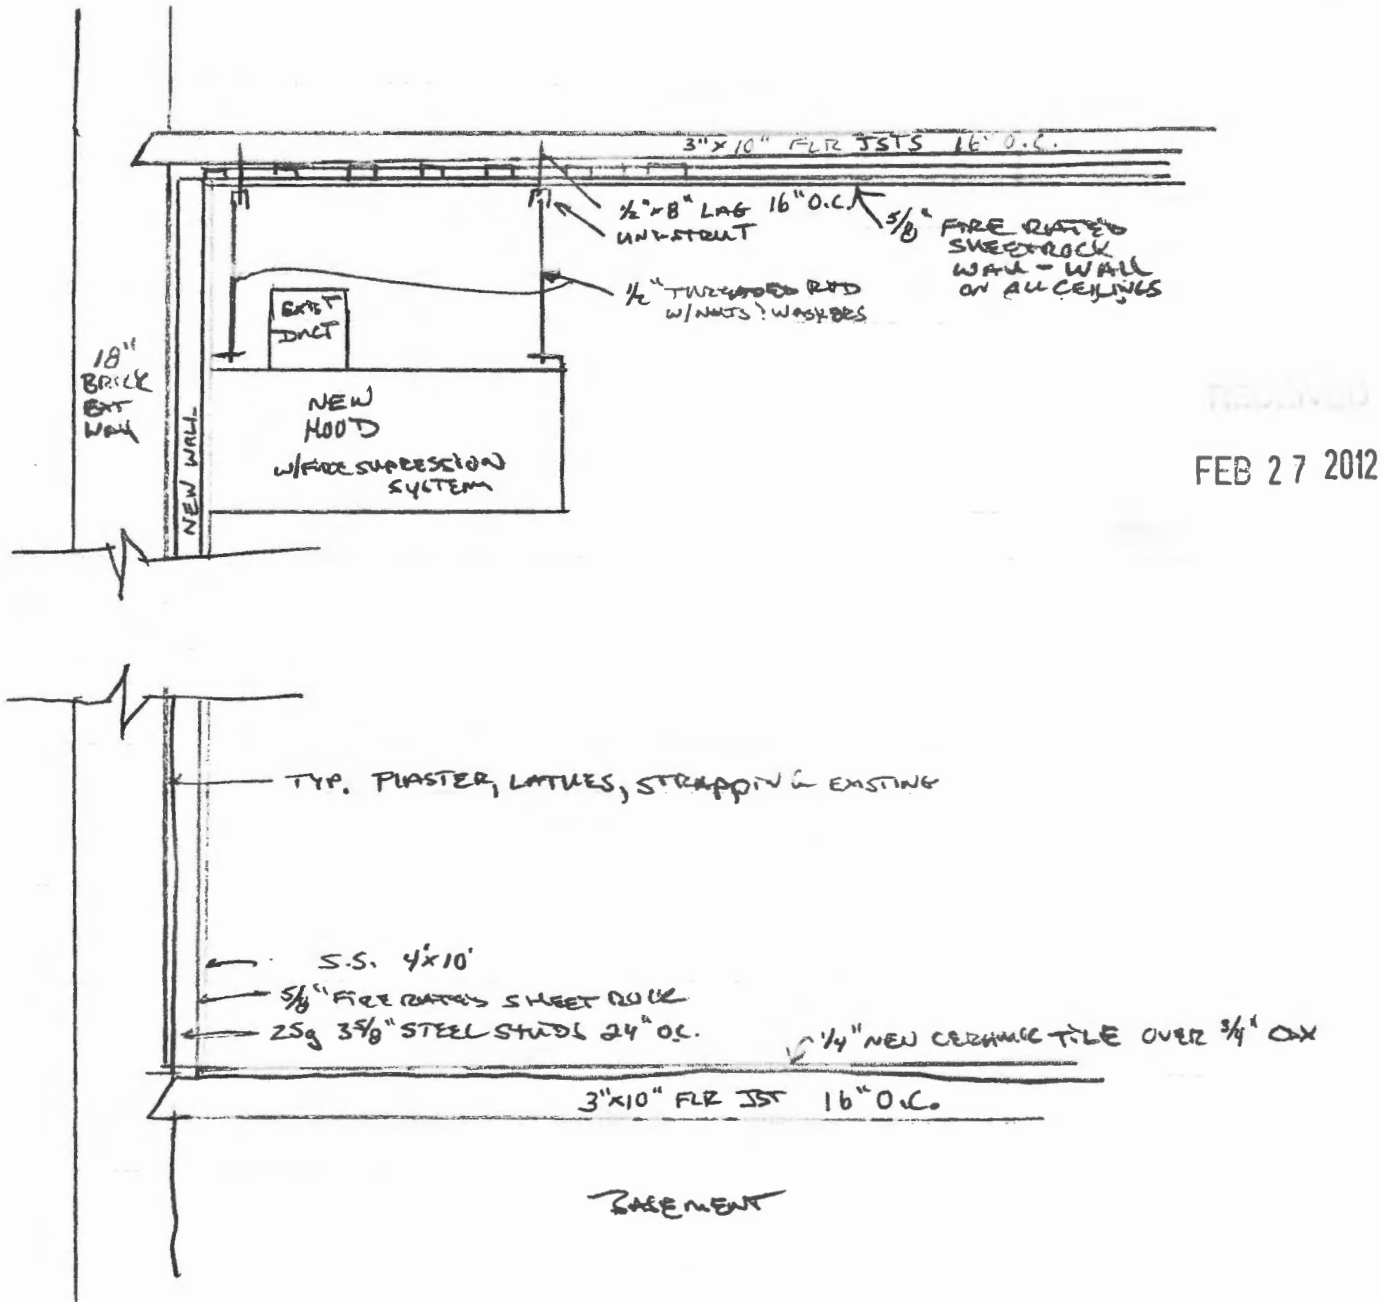 3"x10" FLR JSTS 16" O.C.
1/2"x8" LAG 16" O.C.
UNI-STRUT
5/8" FIRE RATED
SHEETROCK
WALL - WALL
ON ALL CEILINGS
1/2" THREADED ROD
W/NUTS & WASHERS
EXIST
DUCT
18"
BRICK
EXT
WALL
NEW WALL
NEW
HOOD
W/FIRE SUPRESSION
SYSTEM
FEB 27 2012
TYP. PLASTER, LATHES, STRAPPING EXISTING
S.S. 4'x10'
5/8" FIRE RATED SHEET ROCK
25g 3 5/8" STEEL STUDS 24" O.C.
1/4" NEW CERAMIC TILE OVER 3/4" CDX
3"x10" FLR JST 16" O.C.
BASEMENT